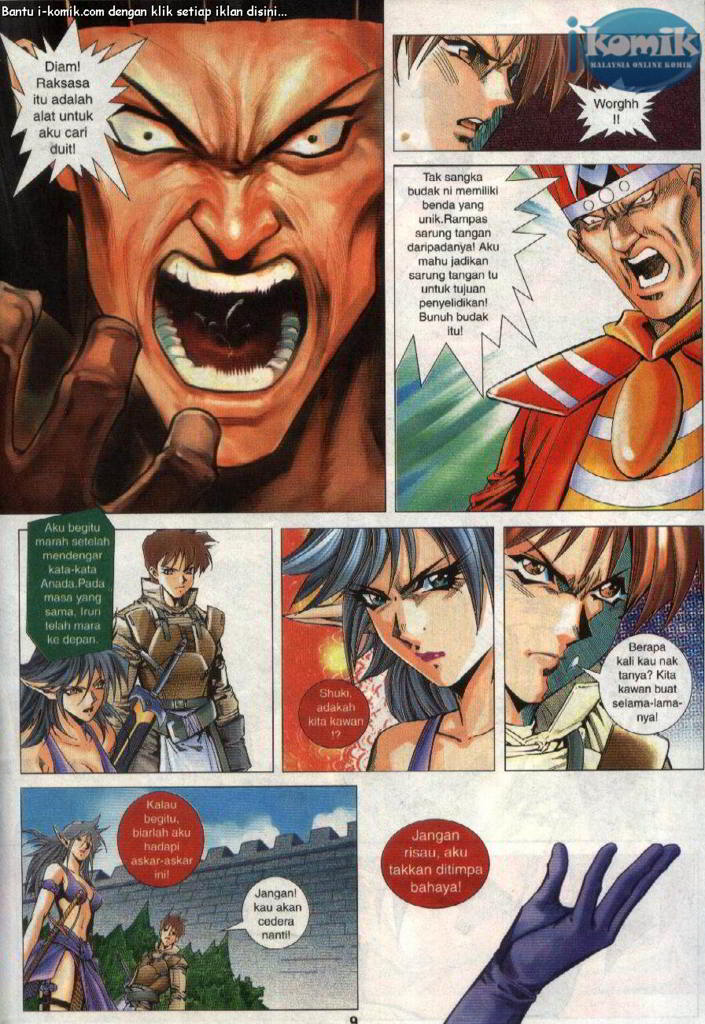 Bantu i-komik.com dengan klik setiap iklan disini...
Diam!
Raksasa
itu adalah
alat untuk
aku cari
duit!
ikomik
MALAYSIA ONLINE KOMIK
Worghh
!!
Tak sangka
budak ni memiliki
benda yang
unik.Rampas
sarung tangan
daripadanya! Aku
mahu jadikan
sarung tangan tu
untuk tujuan
penyelidikan!
Bunuh budak
itu!
Aku begitu
marah setelah
mendengar
kata-kata
Anada.Pada
masa yang
sama, Irun
telah mara
ke depan.
Shuki,
adakah
kita kawan
!?
Berapa
kali kau nak
tanya? Kita
kawan buat
selama-lama-
nya!
Kalau
begitu,
biarlah aku
hadapi
askar-askar
ini!
Jangan!
kau akan
cedera
nanti!
Jangan
risau, aku
takkan ditimpa
bahaya!
9